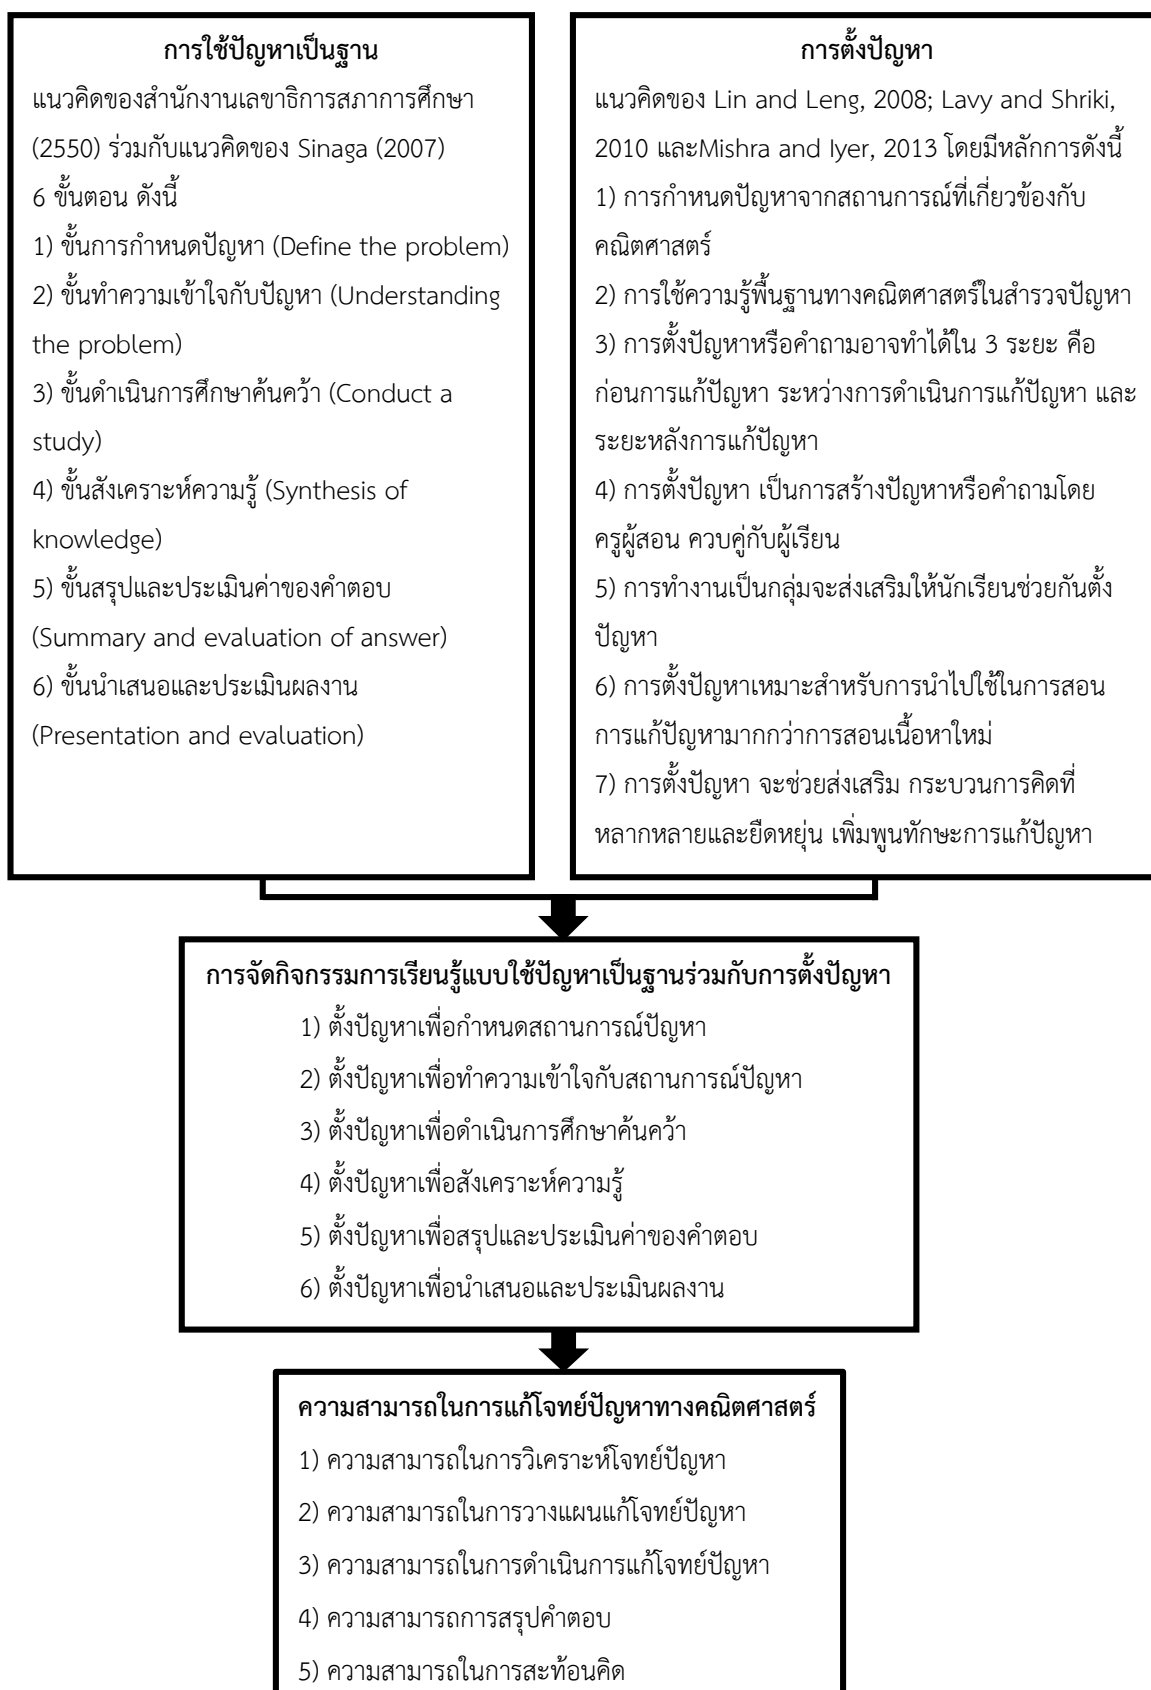 การใช้ปัญหาเป็นฐาน
แนวคิดของสำนักงานเลขาธิการสภาการศึกษา
(2550) ร่วมกับแนวคิดของ Sinaga (2007)
6 ขั้นตอน ดังนี้
1) ขั้นการกำหนดปัญหา (Define the problem)
2) ขั้นทำความเข้าใจกับปัญหา (Understanding
the problem)
3) ขั้นดำเนินการศึกษาค้นคว้า (Conduct a
study)
4) ขั้นสังเคราะห์ความรู้ (Synthesis of
knowledge)
5) ขั้นสรุปและประเมินค่าของคำตอบ
(Summary and evaluation of answer)
6) ขั้นนำเสนอและประเมินผลงาน
(Presentation and evaluation)
การตั้งปัญหา
แนวคิดของ Lin and Leng, 2008; Lavy and Shriki,
2010 และMishra and Iyer, 2013 โดยมีหลักการดังนี้
1) การกำหนดปัญหาจากสถานการณ์ที่เกี่ยวข้องกับ
คณิตศาสตร์
2) การใช้ความรู้พื้นฐานทางคณิตศาสตร์ในสำรวจปัญหา
3) การตั้งปัญหาหรือคำถามอาจทำได้ใน 3 ระยะ คือ
ก่อนการแก้ปัญหา ระหว่างการดำเนินการแก้ปัญหา และ
ระยะหลังการแก้ปัญหา
4) การตั้งปัญหา เป็นการสร้างปัญหาหรือคำถามโดย
ครูผู้สอน ควบคู่กับผู้เรียน
5) การทำงานเป็นกลุ่มจะส่งเสริมให้นักเรียนช่วยกันตั้ง
ปัญหา
6) การตั้งปัญหาเหมาะสำหรับการนำไปใช้ในการสอน
การแก้ปัญหามากกว่าการสอนเนื้อหาใหม่
7) การตั้งปัญหา จะช่วยส่งเสริม กระบวนการคิดที่
หลากหลายและยืดหยุ่น เพิ่มพูนทักษะการแก้ปัญหา
การจัดกิจกรรมการเรียนรู้แบบใช้ปัญหาเป็นฐานร่วมกับการตั้งปัญหา
1) ตั้งปัญหาเพื่อกำหนดสถานการณ์ปัญหา
2) ตั้งปัญหาเพื่อทำความเข้าใจกับสถานการณ์ปัญหา
3) ตั้งปัญหาเพื่อดำเนินการศึกษาค้นคว้า
4) ตั้งปัญหาเพื่อสังเคราะห์ความรู้
5) ตั้งปัญหาเพื่อสรุปและประเมินค่าของคำตอบ
6) ตั้งปัญหาเพื่อนำเสนอและประเมินผลงาน
ความสามารถในการแก้โจทย์ปัญหาทางคณิตศาสตร์
1) ความสามารถในการวิเคราะห์โจทย์ปัญหา
2) ความสามารถในการวางแผนแก้โจทย์ปัญหา
3) ความสามารถในการดำเนินการแก้โจทย์ปัญหา
4) ความสามารถการสรุปคำตอบ
5) ความสามารถในการสะท้อนคิด